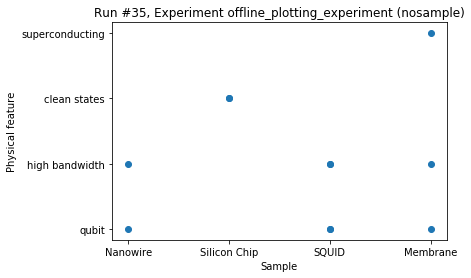 Run #35, Experiment offline_plotting_experiment (nosample)
superconducting
clean states
high bandwidth
qubit
Physical feature
Nanowire Silicon Chip SQUID Membrane
Sample